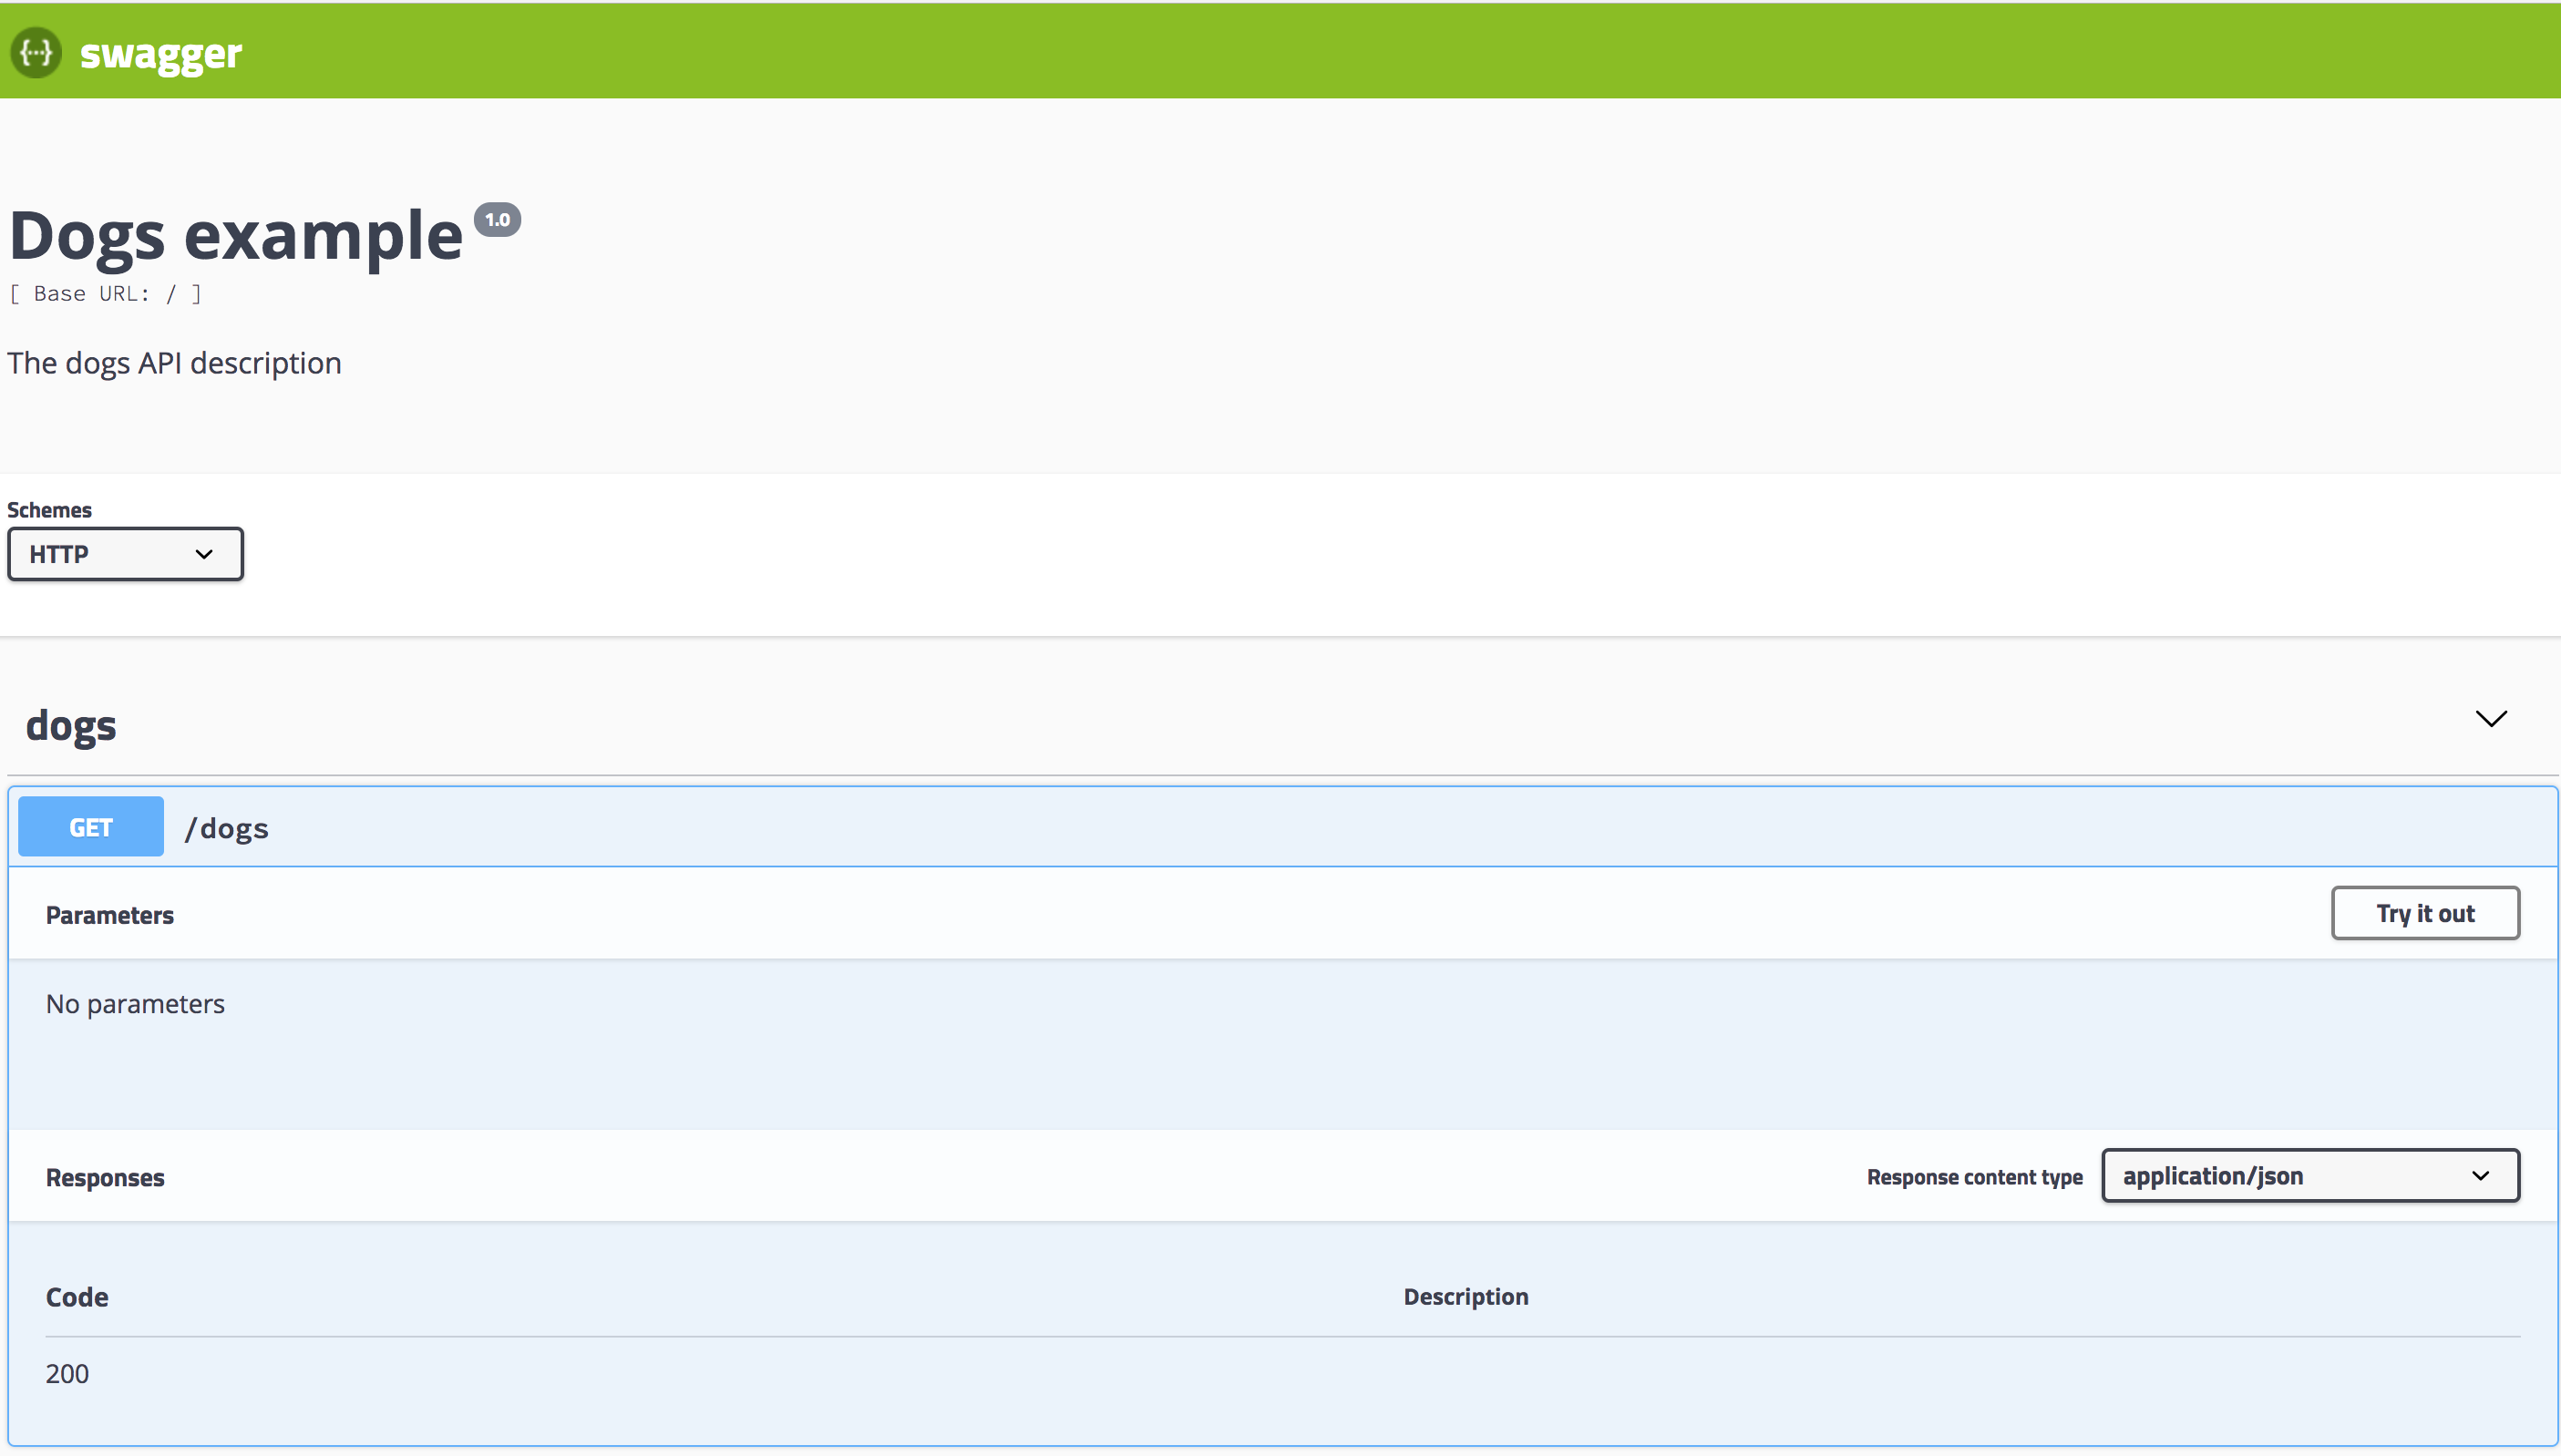 {···} swagger
Dogs example 1.0
[ Base URL: / ]
The dogs API description
Schemes
HTTP
dogs
GET /dogs
Parameters Try it out
No parameters
Responses Response content type application/json
Code Description
200